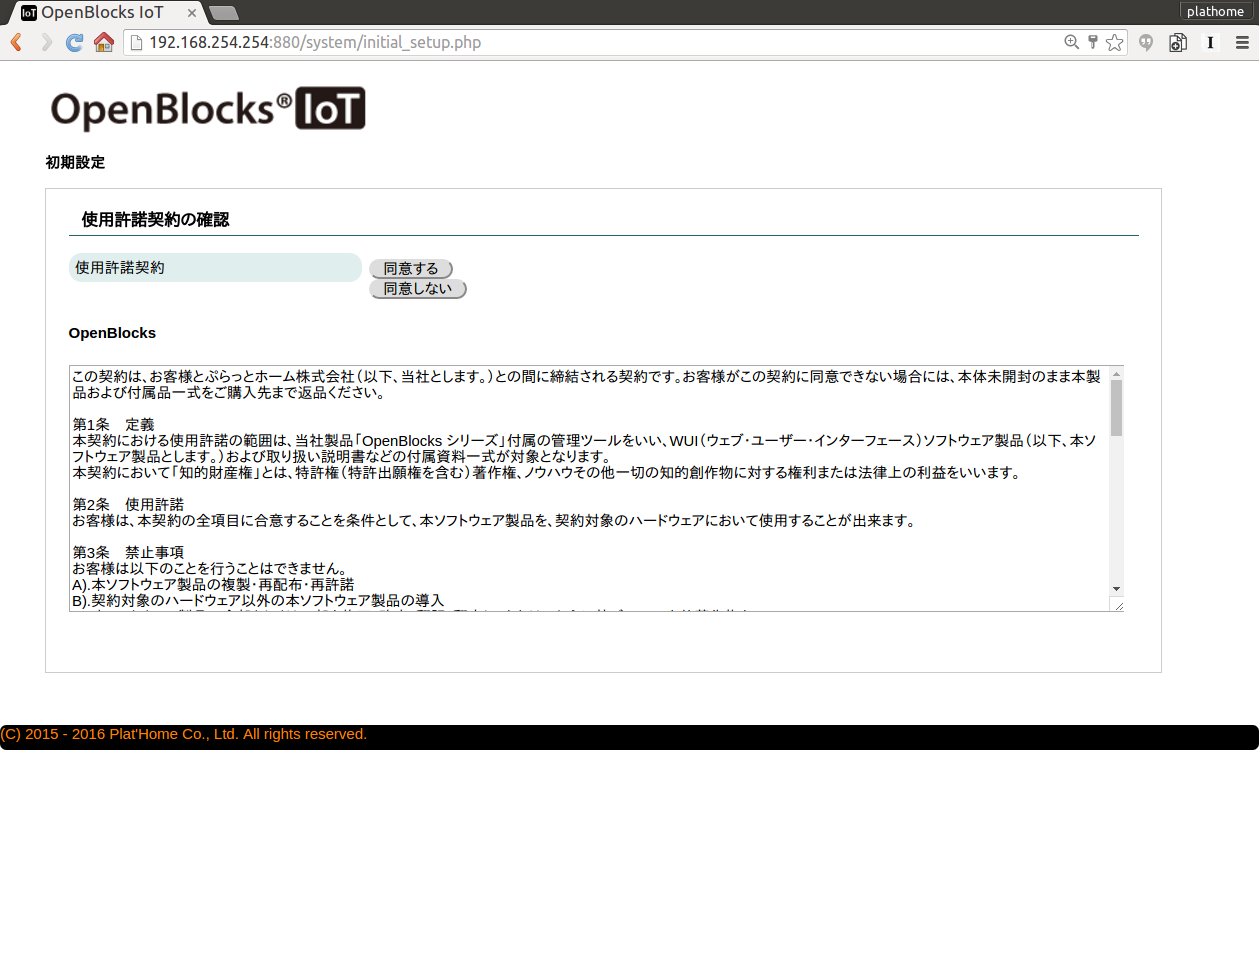 IoT OpenBlocks IoT
plathome
192.168.254.254:880/system/initial_setup.php
OpenBlocks® IoT
初期設定
使用許諾契約の確認
使用許諾契約
同意する
同意しない
OpenBlocks
この契約は、お客様とぷらっとホーム株式会社（以下、当社とします。）との間に締結される契約です。お客様がこの契約に同意できない場合には、本体未開封のまま本製
品および付属品一式をご購入先まで返品ください。
第1条　定義
本契約における使用許諾の範囲は、当社製品「OpenBlocks シリーズ」付属の管理ツールをいい、WUI（ウェブ・ユーザー・インターフェース）ソフトウェア製品（以下、本ソ
フトウェア製品とします。）および取り扱い説明書などの付属資料一式が対象となります。
本契約において「知的財産権」とは、特許権（特許出願権を含む）著作権、ノウハウその他一切の知的創作物に対する権利または法律上の利益をいいます。
第2条　使用許諾
お客様は、本契約の全項目に合意することを条件として、本ソフトウェア製品を、契約対象のハードウェアにおいて使用することが出来ます。
第3条　禁止事項
お客様は以下のことを行うことはできません。
A).本ソフトウェア製品の複製・再配布・再許諾
B).契約対象のハードウェア以外の本ソフトウェア製品の導入
(C) 2015 - 2016 Plat'Home Co., Ltd. All rights reserved.